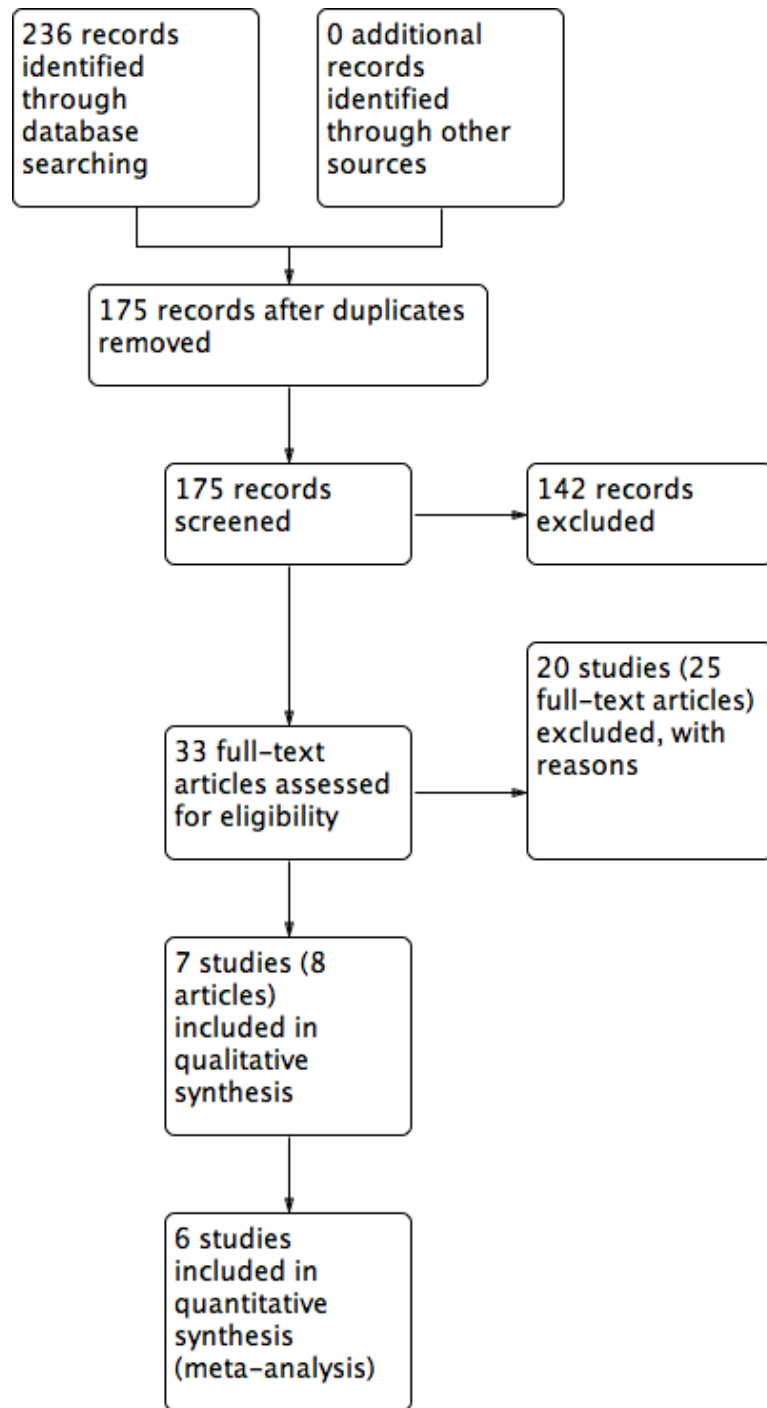 236 records
identified
through
database
searching
0 additional
records
identified
through other
sources
175 records after duplicates
removed
175 records
screened
142 records
excluded
20 studies (25
full-text articles)
excluded, with
reasons
33 full-text
articles assessed
for eligibility
7 studies (8
articles)
included in
qualitative
synthesis
6 studies
included in
quantitative
synthesis
(meta-analysis)